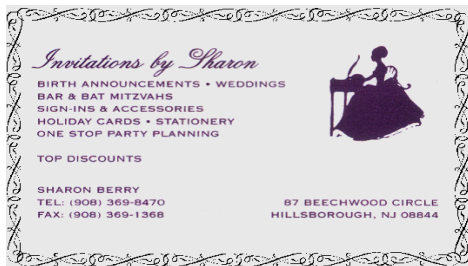 Invitations by Sharon
BIRTH ANNOUNCEMENTS • WEDDINGS
BAR & BAT MITZVAHS
SIGN-INS & ACCESSORIES
HOLIDAY CARDS • STATIONERY
ONE STOP PARTY PLANNING
TOP DISCOUNTS
SHARON BERRY
TEL: (908) 369-8470
FAX: (908) 369-1368
87 BEECHWOOD CIRCLE
HILLSBOROUGH, NJ 08844